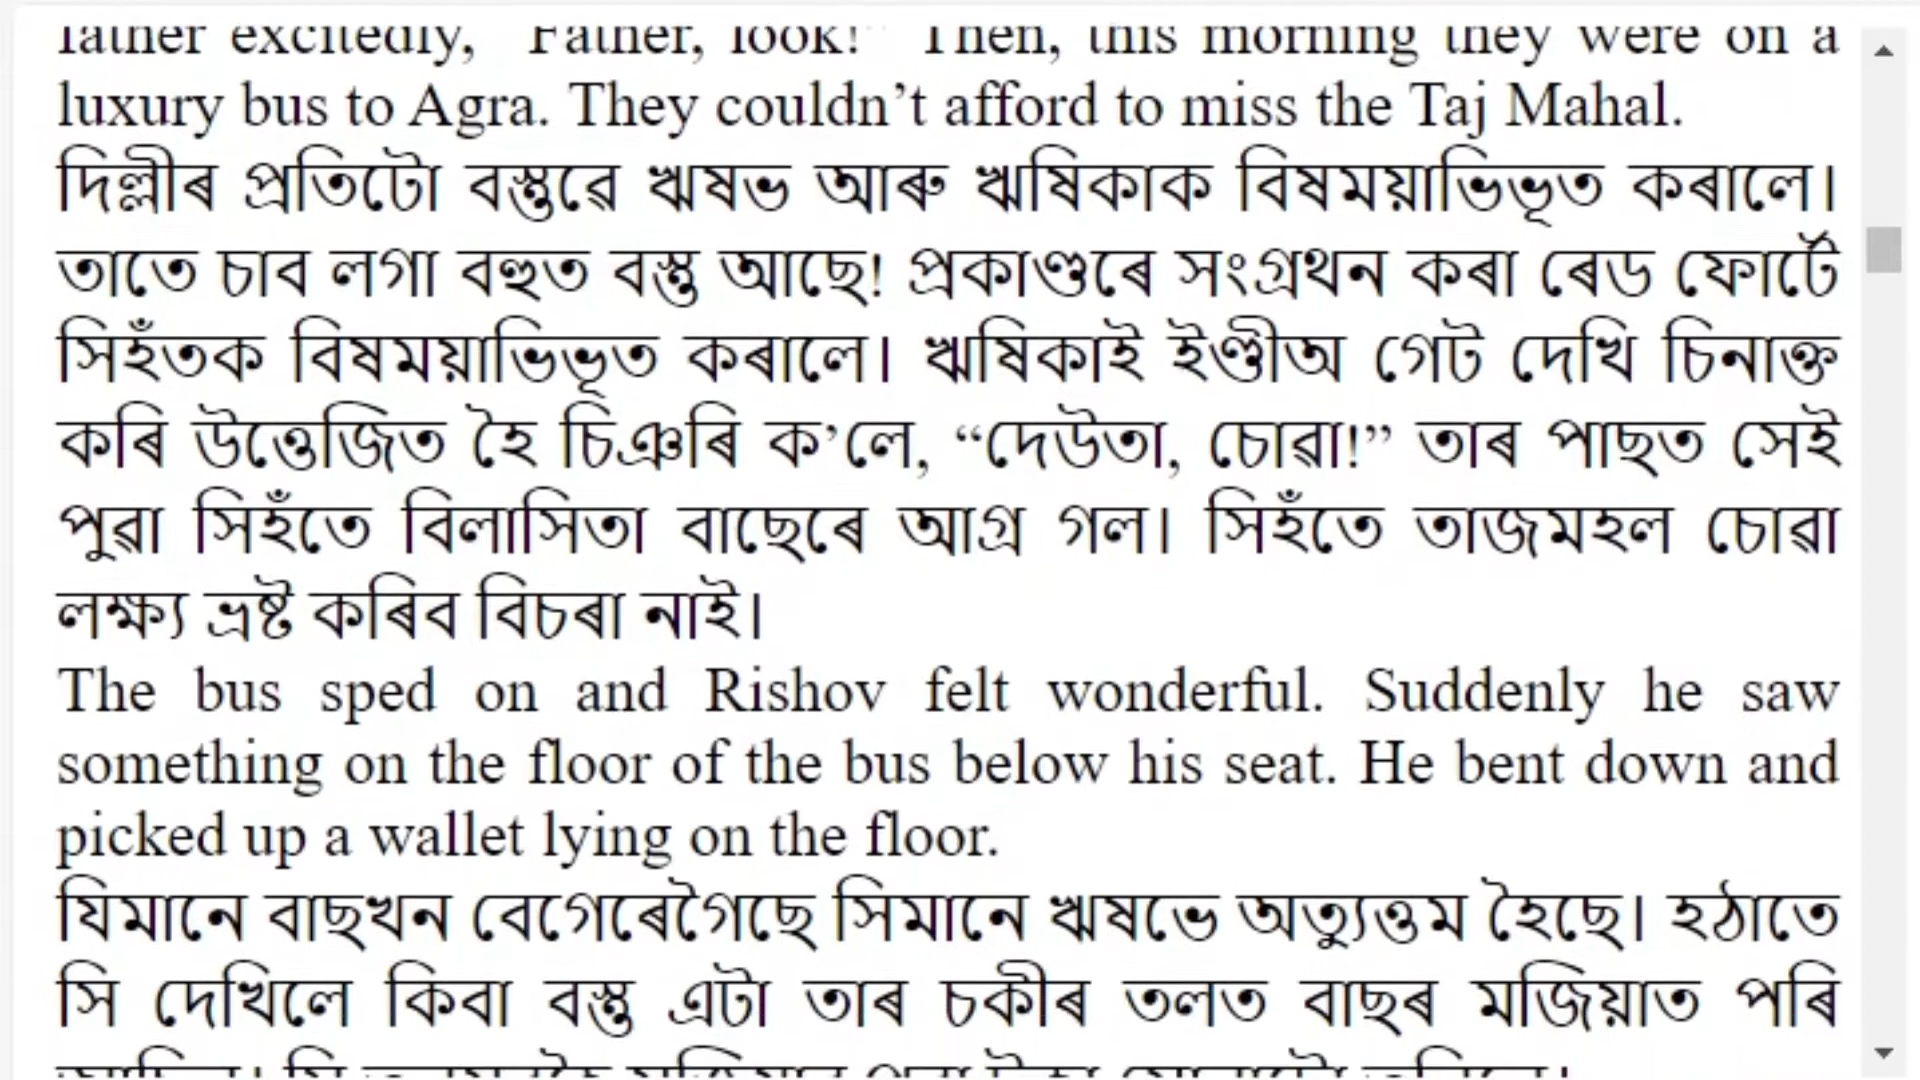 father excitedly, "Father, look!" Then, this morning they were on a
luxury bus to Agra. They couldn’t afford to miss the Taj Mahal.
দিল্লীৰ প্ৰতিটো বস্তুৱে ঋষভ আৰু ঋষিকাক বিষময়াভিভূত কৰালে।
তাতে চাব লগা বহুত বস্তু আছে! প্ৰকাণ্ডৰে সংগ্ৰথন কৰা ৰেড ফোৰ্টে
সিহঁতক বিষময়াভিভূত কৰালে। ঋষিকাই ইণ্ডীঅ গেট দেখি চিনাক্ত
কৰি উত্তেজিত হৈ চিঞৰি ক’লে, “দেউতা, চোৱা!” তাৰ পাছত সেই
পুৱা সিহঁতে বিলাসিতা বাছেৰে আগ্ৰ গল। সিহঁতে তাজমহল চোৱা
লক্ষ্য ভ্ৰষ্ট কৰিব বিচৰা নাই।
The bus sped on and Rishov felt wonderful. Suddenly he saw
something on the floor of the bus below his seat. He bent down and
picked up a wallet lying on the floor.
যিমানে বাছখন বেগেৰেগৈছে সিমানে ঋষভে অত্যুত্তম হৈছে। হঠাতে
সি দেখিলে কিবা বস্তু এটা তাৰ চকীৰ তলত বাছৰ মজিয়াত পৰি